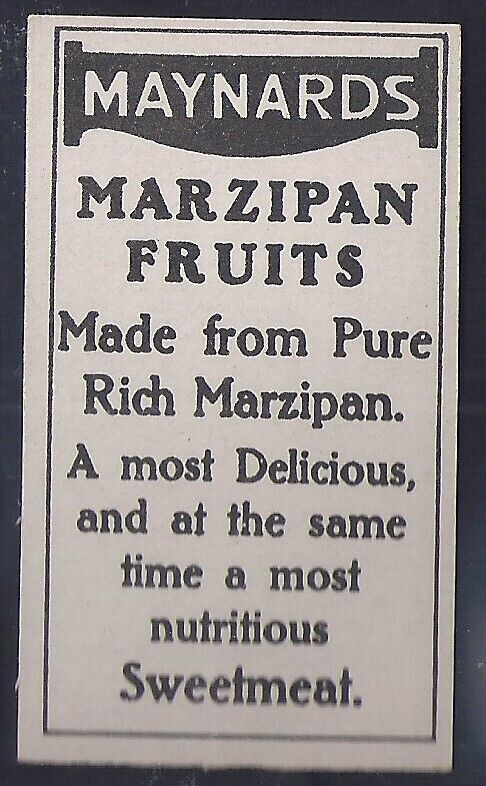 MAYNARDS
MARZIPAN
FRUITS
Made from Pure
Rich Marzipan.
A most Delicious,
and at the same
time a most
nutritious
Sweetmeat.